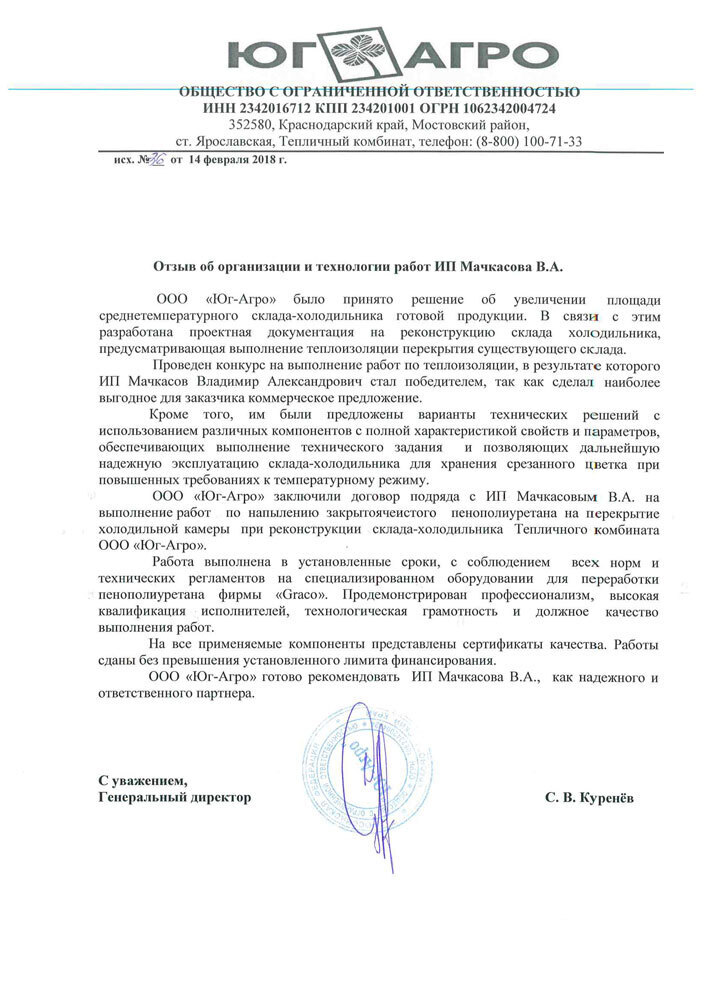 ЮГ АГРО
ОБЩЕСТВО С ОГРАНИЧЕННОЙ ОТВЕТСТВЕННОСТЬЮ
ИНН 2342016712 КПП 234201001 ОГРН 1062342004724
352580, Краснодарский край, Мостовский район,
ст. Ярославская, Тепличный комбинат, телефон: (8-800) 100-71-33
исх. №36 от 14 февраля 2018 г.
Отзыв об организации и технологии работ ИП Мачкасова В.А.
ООО «Юг-Агро» было принято решение об увеличении площади
среднетемпературного склада-холодильника готовой продукции. В связи с этим
разработана проектная документация на реконструкцию склада холодильника,
предусматривающая выполнение теплоизоляции перекрытия существующего склада.
Проведен конкурс на выполнение работ по теплоизоляции, в результате которого
ИП Мачкасов Владимир Александрович стал победителем, так как сделал наиболее
выгодное для заказчика коммерческое предложение.
Кроме того, им были предложены варианты технических решений с
использованием различных компонентов с полной характеристикой свойств и параметров,
обеспечивающих выполнение технического задания и позволяющих дальнейшую
надежную эксплуатацию склада-холодильника для хранения срезанного цветка при
повышенных требованиях к температурному режиму.
ООО «Юг-Агро» заключили договор подряда с ИП Мачкасовым В.А. на
выполнение работ по напылению закрытоячеистого пенополиуретана на перекрытие
холодильной камеры при реконструкции склада-холодильника Тепличного комбината
ООО «Юг-Агро».
Работа выполнена в установленные сроки, с соблюдением всех норм и
технических регламентов на специализированном оборудовании для переработки
пенополиуретана фирмы «Graco». Продемонстрирован профессионализм, высокая
квалификация исполнителей, технологическая грамотность и должное качество
выполнения работ.
На все применяемые компоненты представлены сертификаты качества. Работы
сданы без превышения установленного лимита финансирования.
ООО «Юг-Агро» готово рекомендовать ИП Мачкасова В.А., как надежного и
ответственного партнера.
С уважением,
Генеральный директор С. В. Куренёв